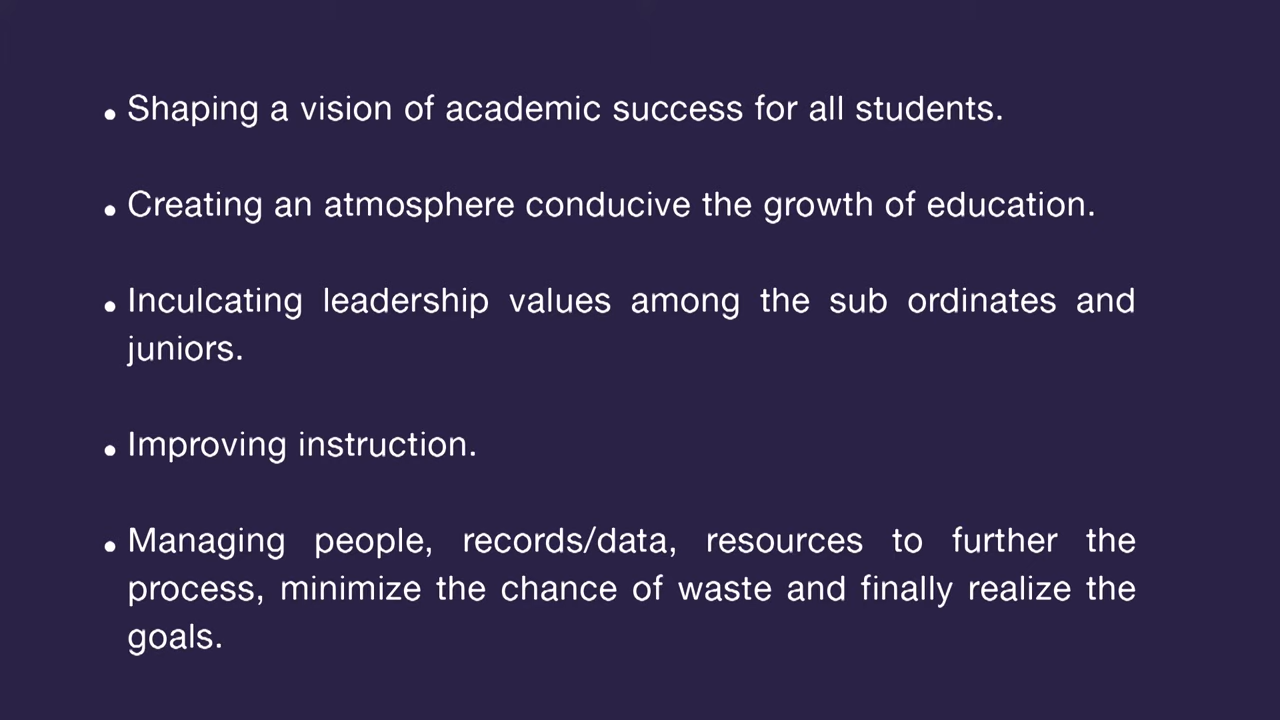 • Shaping a vision of academic success for all students.
• Creating an atmosphere conducive the growth of education.
• Inculcating leadership values among the sub ordinates and
juniors.
• Improving instruction.
• Managing people, records/data, resources to further the
process, minimize the chance of waste and finally realize the
goals.